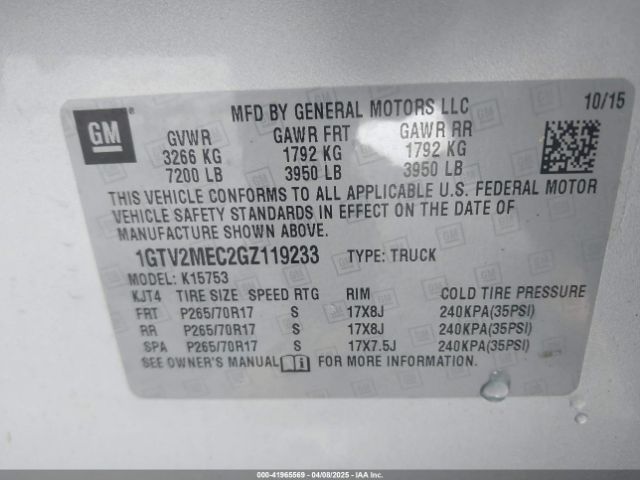 GM
MFD BY GENERAL MOTORS LLC 10/15
GVWR GAWR FRT GAWR RR
3266 KG 1792 KG 1792 KG
7200 LB 3950 LB 3950 LB
THIS VEHICLE CONFORMS TO ALL APPLICABLE U.S. FEDERAL MOTOR
VEHICLE SAFETY STANDARDS IN EFFECT ON THE DATE OF
MANUFACTURE SHOWN ABOVE.
1GTV2MEC2GZ119233 TYPE: TRUCK
MODEL: K15753
KJT4 TIRE SIZE SPEED RTG RIM COLD TIRE PRESSURE
FRT P265/70R17 S 17X8J 240KPA(35PSI)
RR P265/70R17 S 17X8J 240KPA(35PSI)
SPA P265/70R17 S 17X7.5J 240KPA(35PSI)
SEE OWNER'S MANUAL FOR MORE INFORMATION.
000-41965569 - 04/08/2025 - IAAI.CA